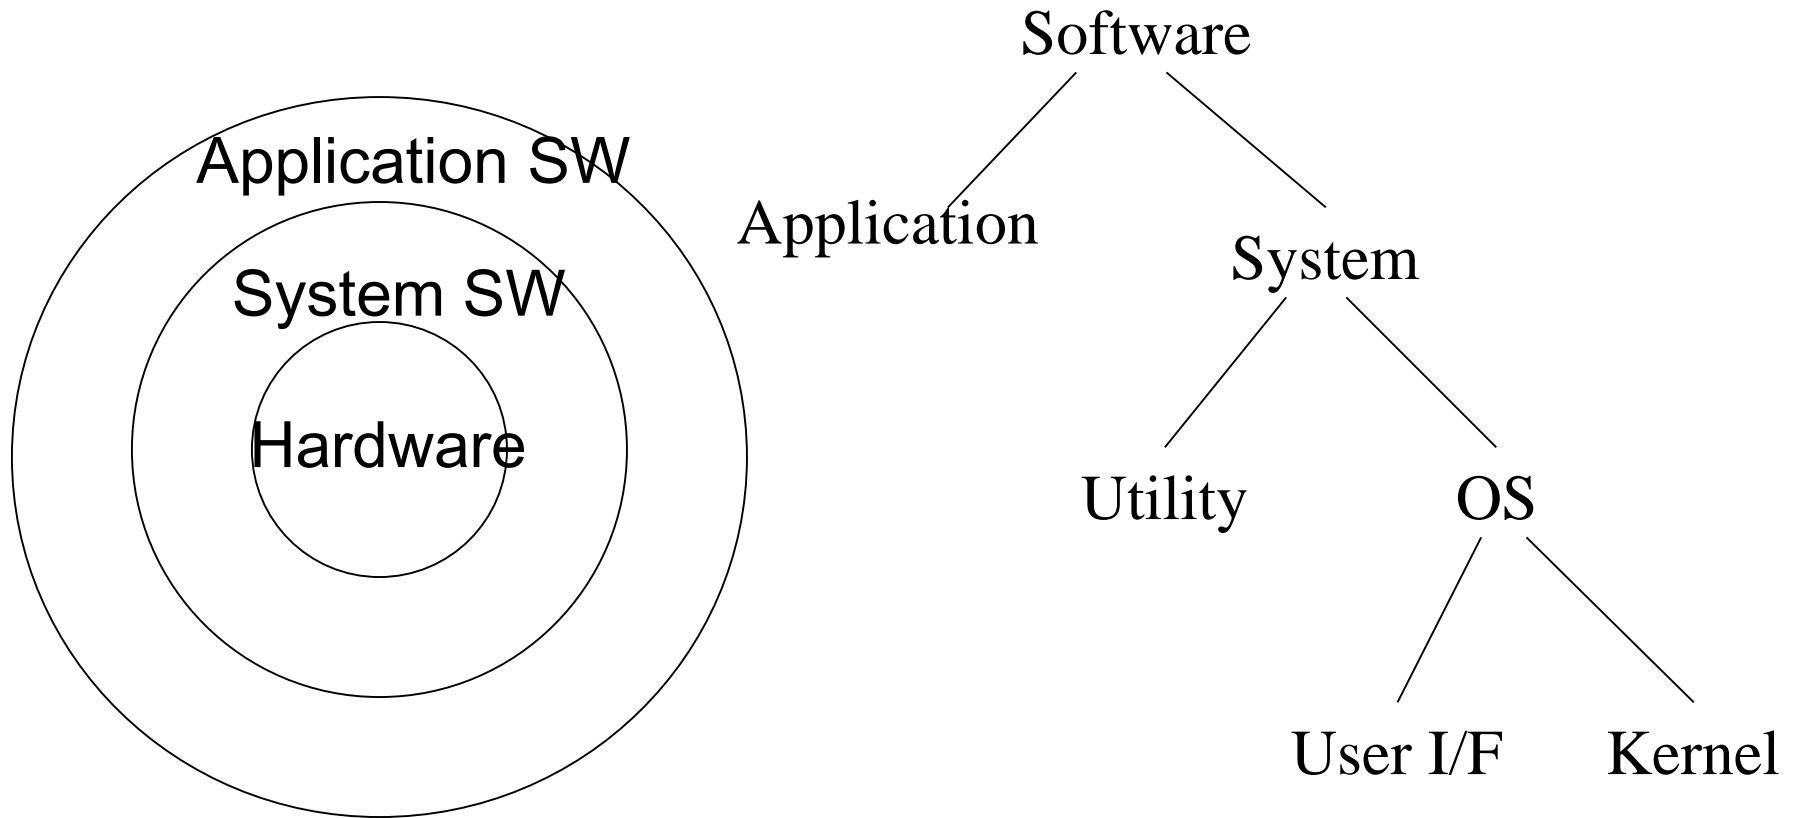 Software
Application SW
Application
System
System SW
Hardware
Utility
OS
User I/F
Kernel